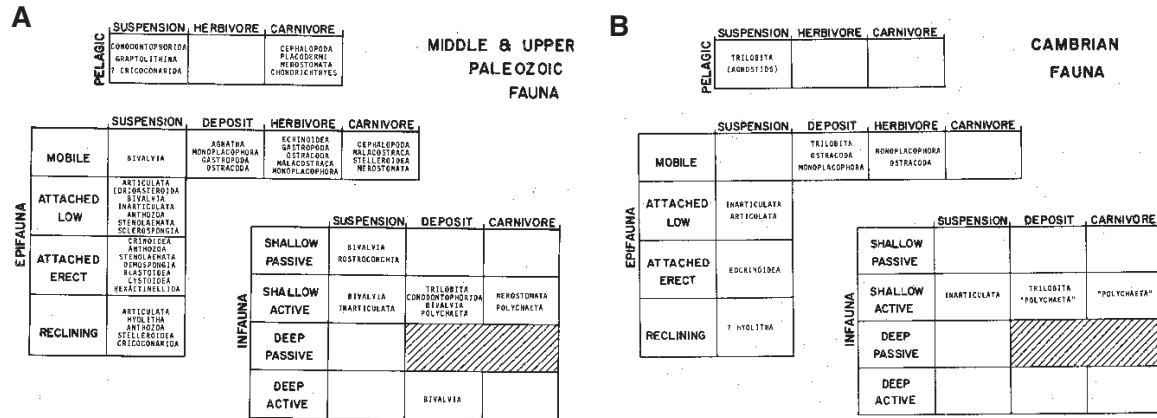 A
SUSPENSION HERBIVORE CARNIVORE
PELAGIC
CONODONTOPHORIDA
GRAPTOLITHINA
? CRICOCONARIDA
CEPHALOPODA
PLACODERMI
MEROSTOMATA
CHONDRICHTHYES
MIDDLE & UPPER
PALEOZOIC
FAUNA
SUSPENSION DEPOSIT HERBIVORE CARNIVORE
EPIFAUNA
MOBILE
BIVALVIA
AGNATHA
MONOPLACOPHORA
GASTROPODA
OSTRACODA
ECHINOIDEA
GASTROPODA
OSTRACODA
MALACOSTRACA
MONOPLACOPHORA
CEPHALOPODA
MALACOSTRACA
STELLEROIDEA
MEROSTOMATA
ATTACHED
LOW
ARTICULATA
EDRIOASTEROIDA
BIVALVIA
INARTICULATA
ANTHOZOA
STENOLAEMATA
SCLEROSPONGIA
ATTACHED
ERECT
CRINOIDEA
ANTHOZOA
STENOLAEMATA
DEMOSPONGIA
BLASTOIDEA
CYSTOIDEA
HEXACTINELLIDA
RECLINING
ARTICULATA
HYOLITHA
ANTHOZOA
STELLEROIDEA
CRICOCONARIDA
SUSPENSION DEPOSIT CARNIVORE
INFAUNA
SHALLOW
PASSIVE
BIVALVIA
ROSTROCONCHIA
SHALLOW
ACTIVE
BIVALVIA
INARTICULATA
TRILOBITA
CONODONTOPHORIDA
BIVALVIA
POLYCHAETA
MEROSTOMATA
POLYCHAETA
DEEP
PASSIVE
DEEP
ACTIVE
BIVALVIA
B
SUSPENSION HERBIVORE CARNIVORE
PELAGIC
TRILOBITA
(AGNOSTIDS)
CAMBRIAN
FAUNA
SUSPENSION DEPOSIT HERBIVORE CARNIVORE
EPIFAUNA
MOBILE
TRILOBITA
OSTRACODA
MONOPLACOPHORA
MONOPLACOPHORA
OSTRACODA
ATTACHED
LOW
INARTICULATA
ARTICULATA
ATTACHED
ERECT
EOCRINOIDEA
RECLINING
? HYOLITHA
SUSPENSION DEPOSIT CARNIVORE
INFAUNA
SHALLOW
PASSIVE
SHALLOW
ACTIVE
INARTICULATA
TRILOBITA
"POLYCHAETA"
"POLYCHAETA"
DEEP
PASSIVE
DEEP
ACTIVE